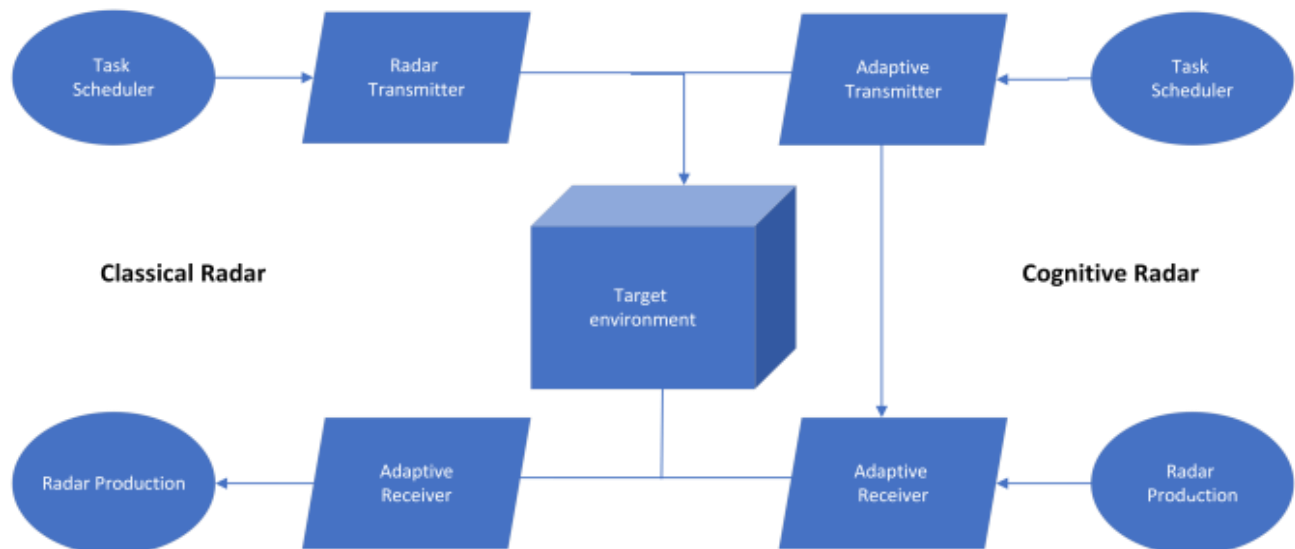 Task
Scheduler
Radar
Transmitter
Adaptive
Transmitter
Task
Scheduler
Classical Radar
Target
environment
Cognitive Radar
Radar Production
Adaptive
Receiver
Adaptive
Receiver
Radar
Production